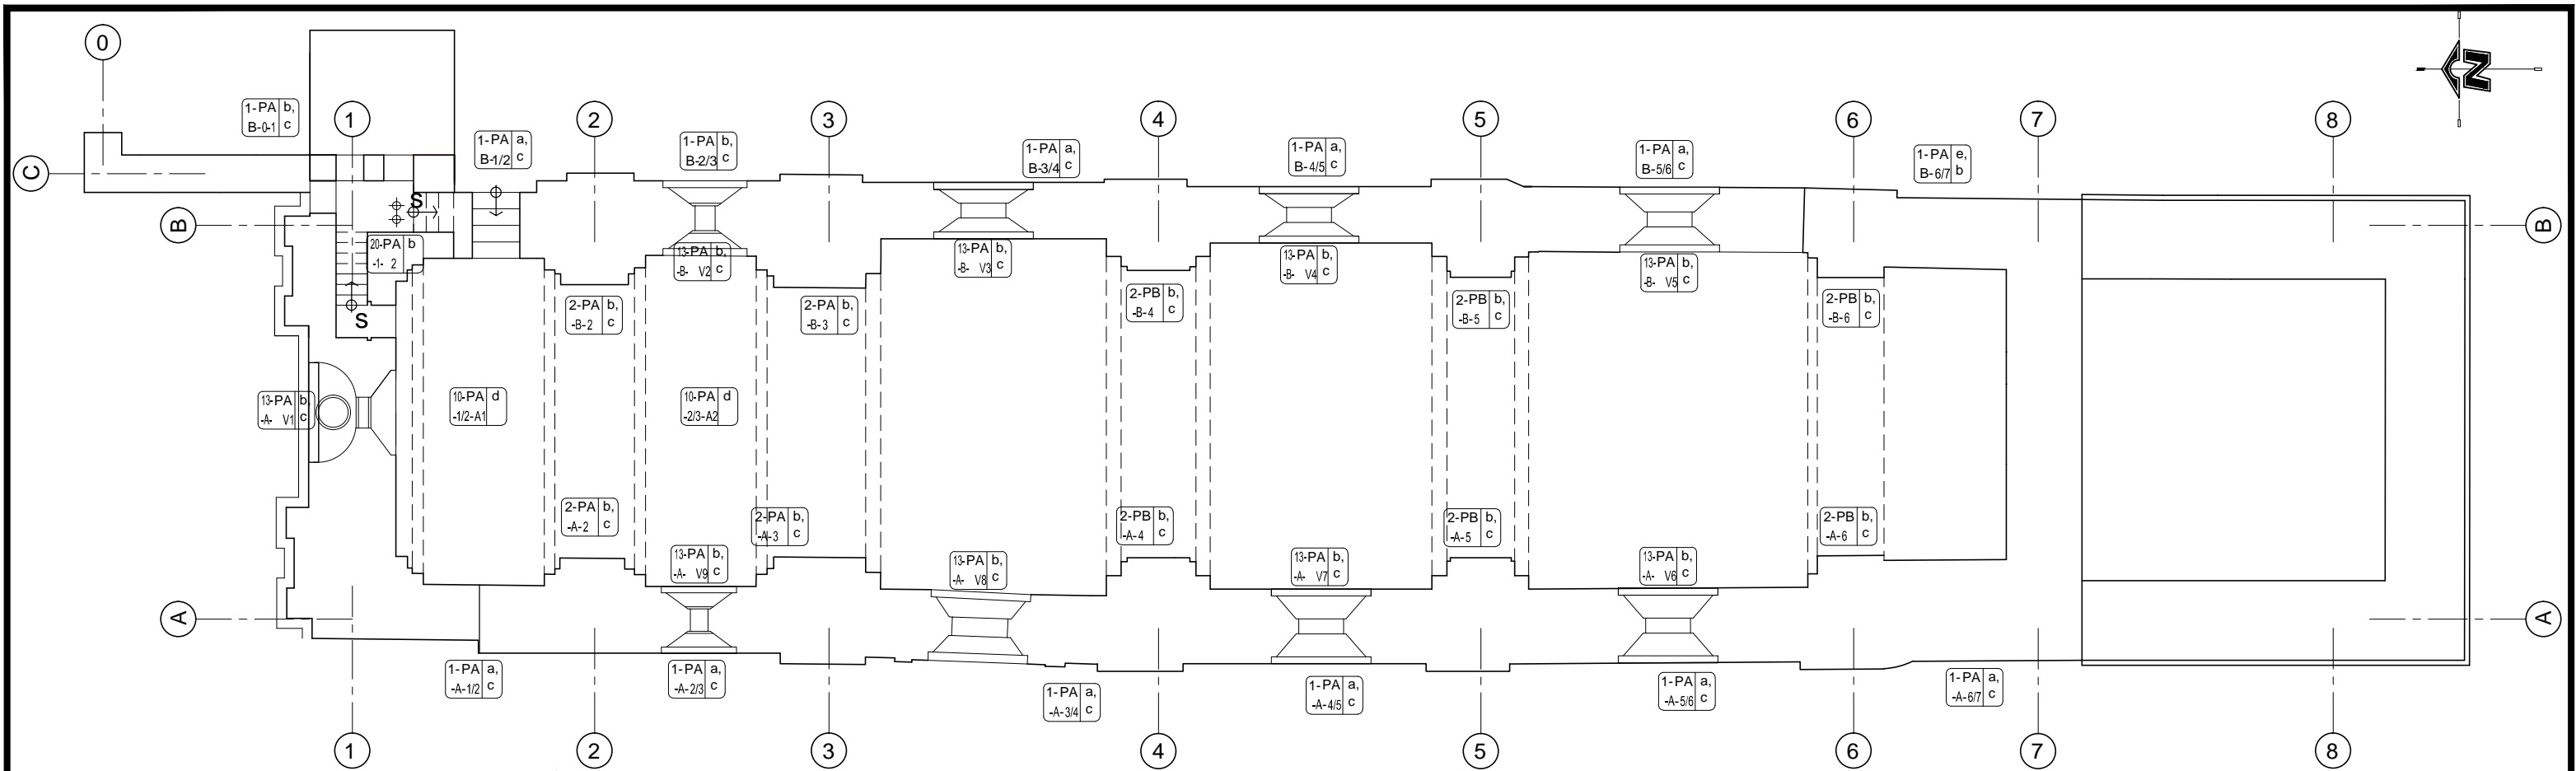 0
N
1-PA b,
B-0-1 c
1
2
3
4
5
6
7
8
1-PA a,
B-1/2 c
1-PA b,
B-2/3 c
1-PA a,
B-3/4 c
1-PA a,
B-4/5 c
1-PA a,
B-5/6 c
1-PA e,
B-6/7 b
C
S
B
B
20-PA b
-1- 2
13-PA b,
-B- V2 c
13-PA b,
-B- V3 c
13-PA b,
-B- V4 c
13-PA b,
-B- V5 c
S
2-PA b,
-B-2 c
2-PA b,
-B-3 c
2-PB b,
-B-4 c
2-PB b,
-B-5 c
2-PB b,
-B-6 c
13-PA b,
-A- V1 c
10-PA d
-1/2-A1
10-PA d
-2/3-A2
2-PA b,
-A-2 c
2-PA b,
-A-3 c
2-PB b,
-A-4 c
2-PB b,
-A-5 c
2-PB b,
-A-6 c
13-PA b,
-A- V9 c
13-PA b,
-A- V8 c
13-PA b,
-A- V7 c
13-PA b,
-A- V6 c
A
A
1-PA a,
-A-1/2 c
1-PA a,
-A-2/3 c
1-PA a,
-A-3/4 c
1-PA a,
-A-4/5 c
1-PA a,
-A-5/6 c
1-PA a,
-A-6/7 c
1
2
3
4
5
6
7
8